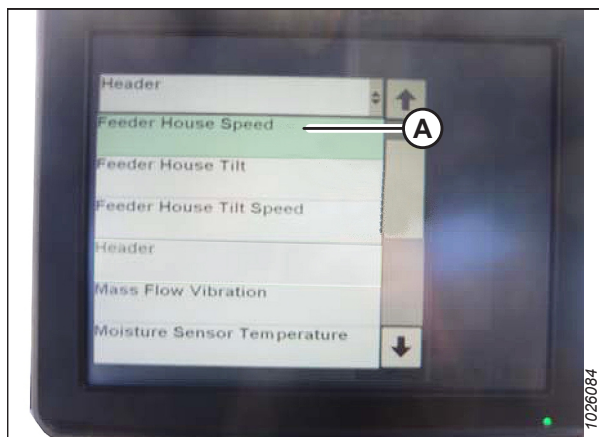 Header
Feeder House Speed
A
Feeder House Tilt
Feeder House Tilt Speed
Header
Mass Flow Vibration
Moisture Sensor Temperature
1026084